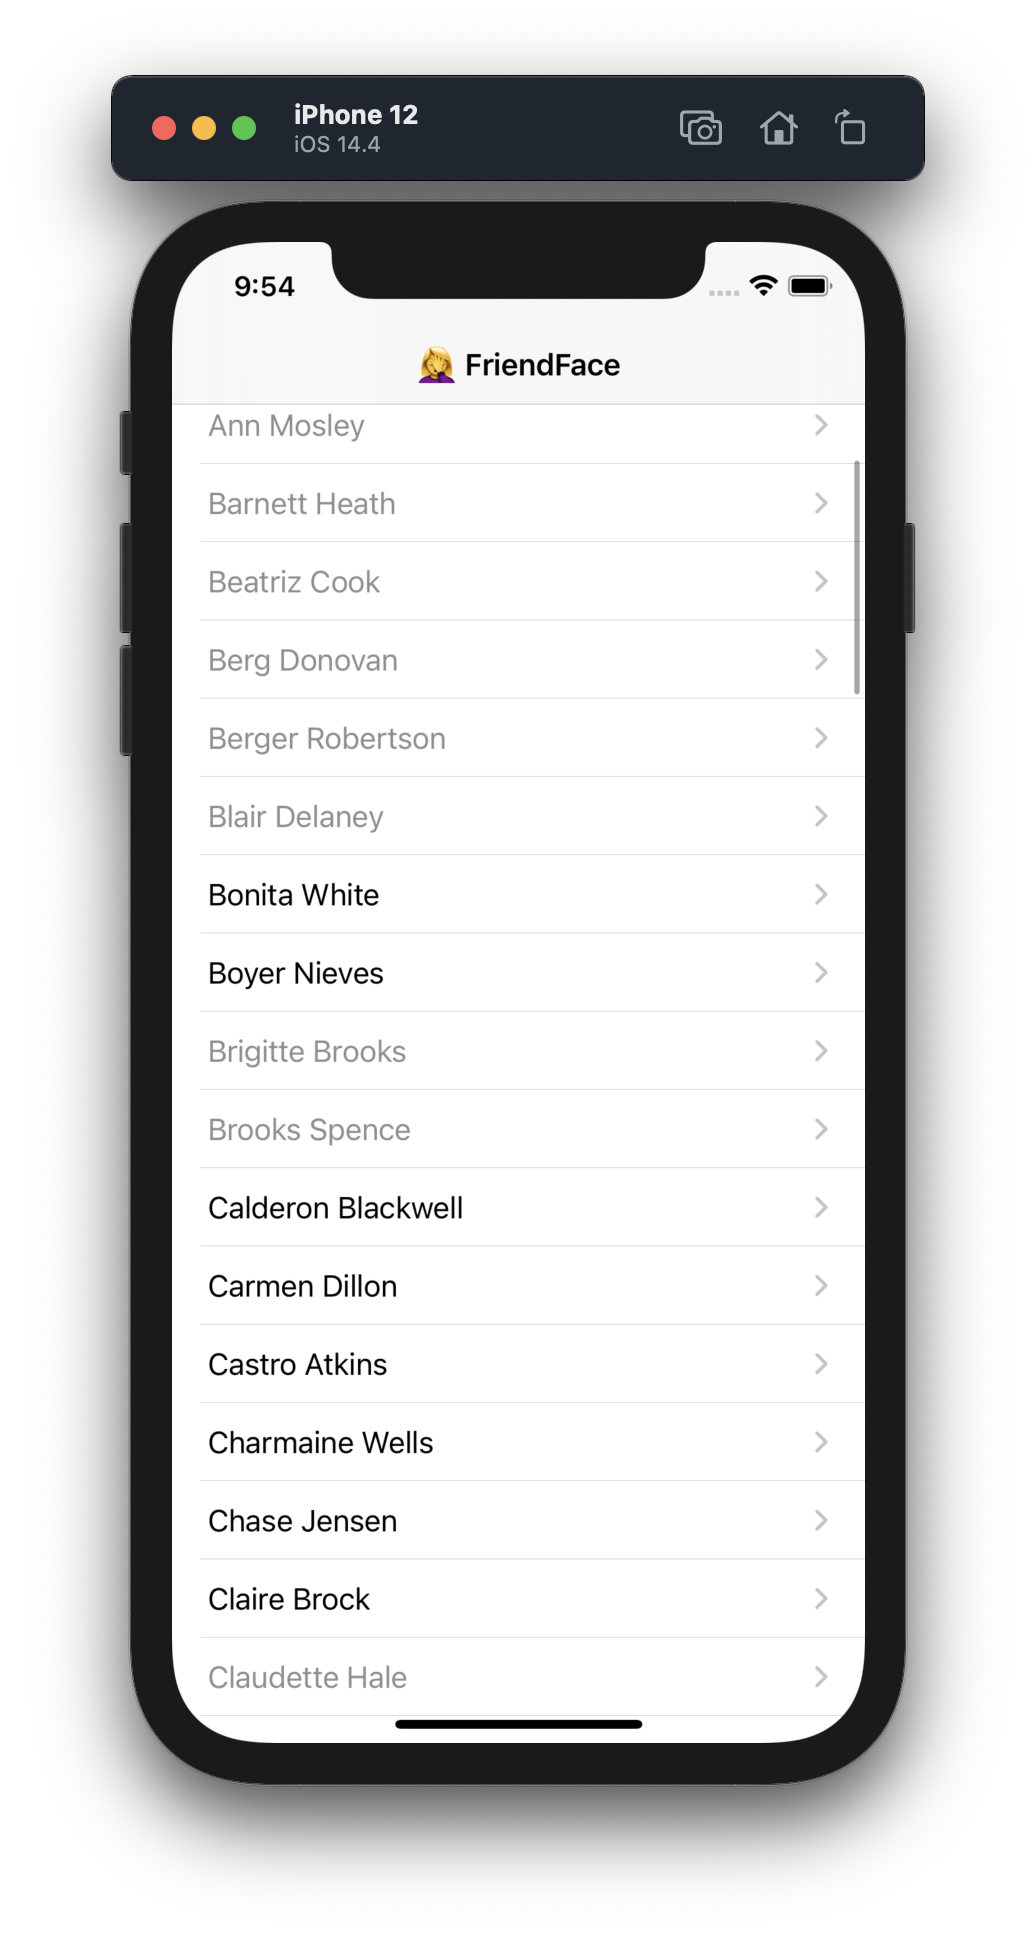 iPhone 12
iOS 14.4
9:54
🤦‍♀️ FriendFace
Ann Mosley
Barnett Heath
Beatriz Cook
Berg Donovan
Berger Robertson
Blair Delaney
Bonita White
Boyer Nieves
Brigitte Brooks
Brooks Spence
Calderon Blackwell
Carmen Dillon
Castro Atkins
Charmaine Wells
Chase Jensen
Claire Brock
Claudette Hale